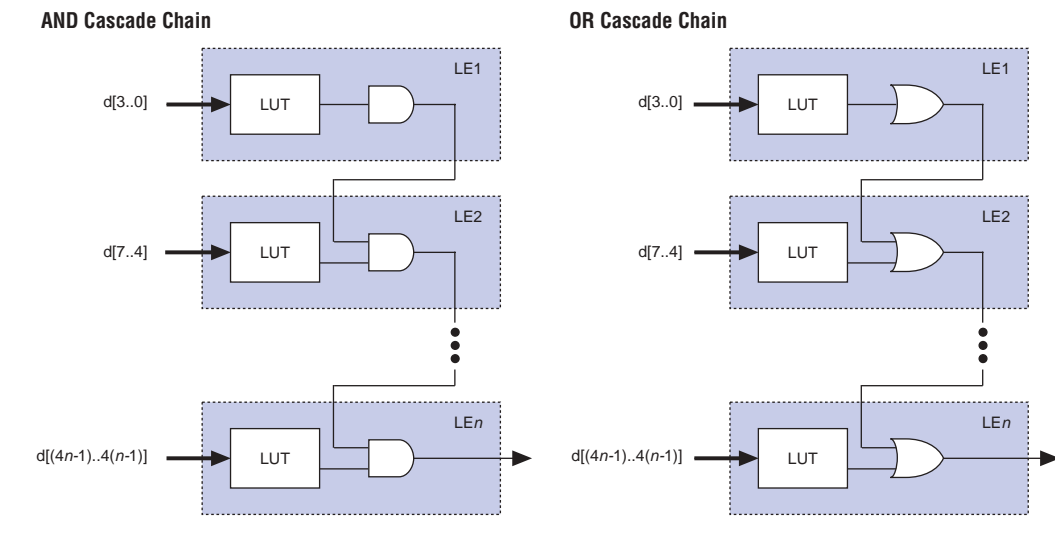 AND Cascade Chain
LE1
d[3..0]
LUT
LE2
d[7..4]
LUT
LEn
d[(4n-1)..4(n-1)]
LUT
OR Cascade Chain
LE1
d[3..0]
LUT
LE2
d[7..4]
LUT
LEn
d[(4n-1)..4(n-1)]
LUT